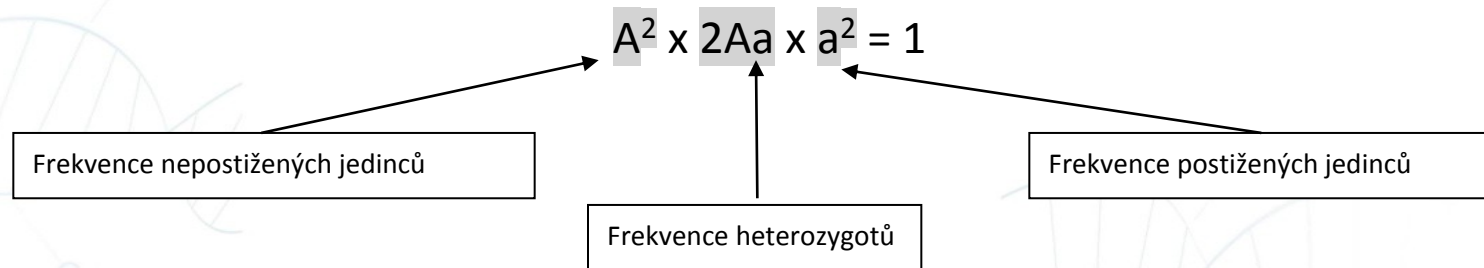 A² x 2Aa x a² = 1
Frekvence nepostižených jedinců
Frekvence postižených jedinců
Frekvence heterozygotů